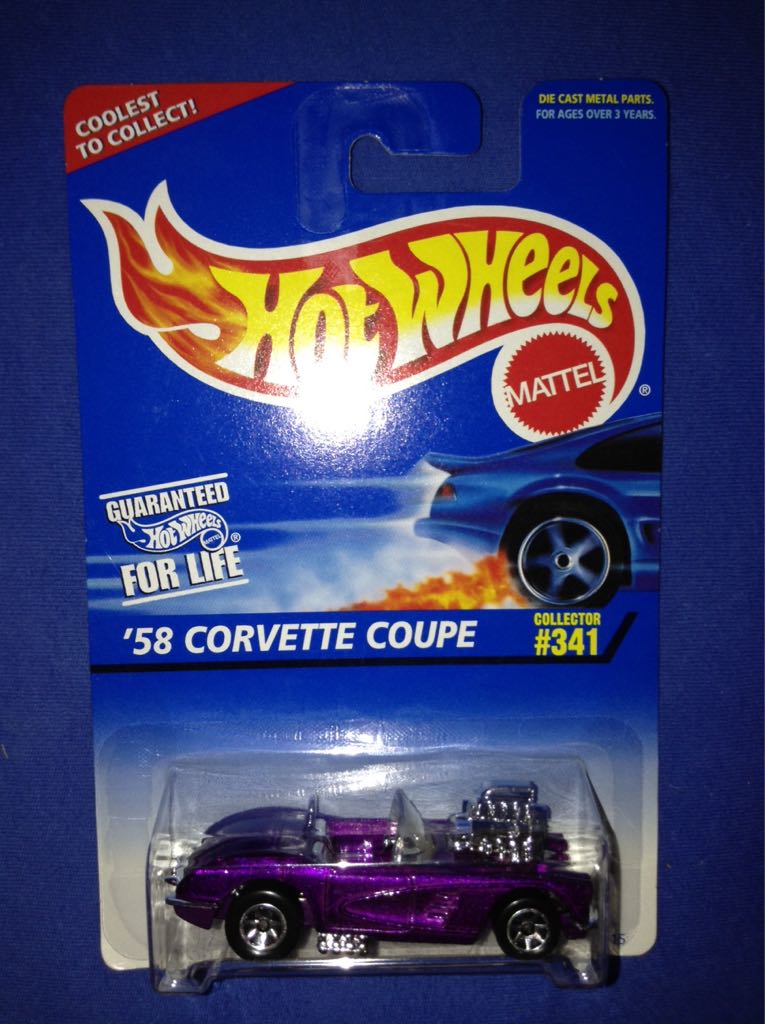 COOLEST
TO COLLECT!
DIE CAST METAL PARTS.
FOR AGES OVER 3 YEARS.
HOT WHEELS
MATTEL
®
GUARANTEED
HOT WHEELS
MATTEL
®
FOR LIFE
'58 CORVETTE COUPE
COLLECTOR
#341